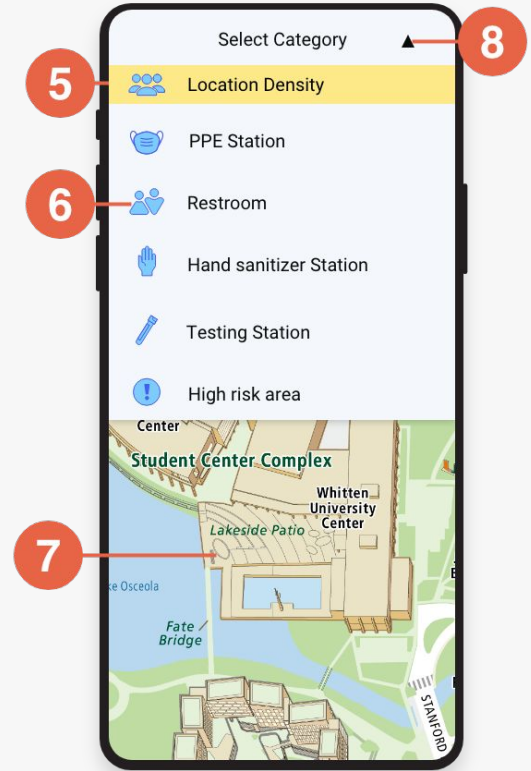 Select Category
8
5
Location Density
PPE Station
6
Restroom
Hand sanitizer Station
Testing Station
High risk area
Center
Student Center Complex
Whitten
University
Center
Lakeside Patio
7
Osceola
Fate
Bridge
STANFORD